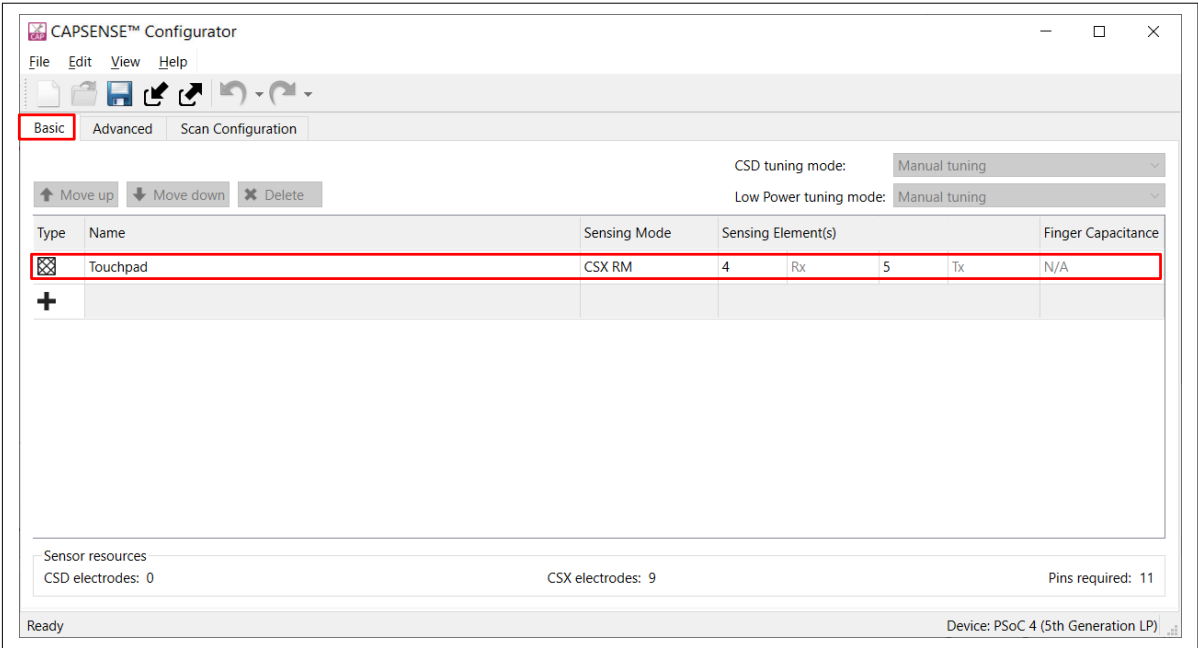 CAPSENSE™ Configurator
File Edit View Help
Basic Advanced Scan Configuration
CSD tuning mode: Manual tuning
Move up Move down Delete Low Power tuning mode: Manual tuning
Type Name Sensing Mode Sensing Element(s) Finger Capacitance
Touchpad CSX RM 4 Rx 5 Tx N/A
Sensor resources
CSD electrodes: 0 CSX electrodes: 9 Pins required: 11
Ready Device: PSoC 4 (5th Generation LP)